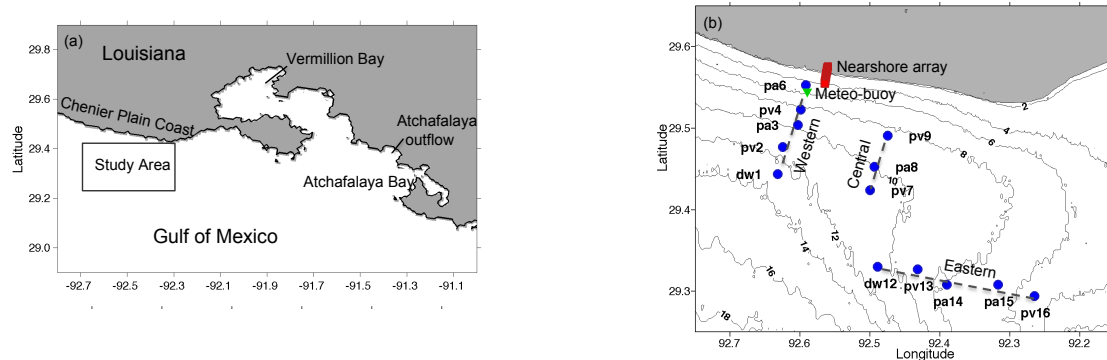 (a)
Louisiana
Vermillion Bay
Chenier Plain Coast
Atchafalaya
outflow
Study Area
Atchafalaya Bay
Gulf of Mexico
Latitude
29.8
29.6
29.4
29.2
29.0
-92.7 -92.5 -92.3 -92.1 -91.9 -91.7 -91.5 -91.3 -91.1
(b)
Nearshore array
pa6
Meteo-buoy
pv4
pa3
pv2
dw1
Western
Central
pv9
pa8
pv7
Eastern
dw12
pv13
pa14
pa15
pv16
2
4
6
8
10
12
14
16
18
Latitude
29.6
29.5
29.4
29.3
92.7 92.6 92.5 92.4 92.3 92.2
Longitude